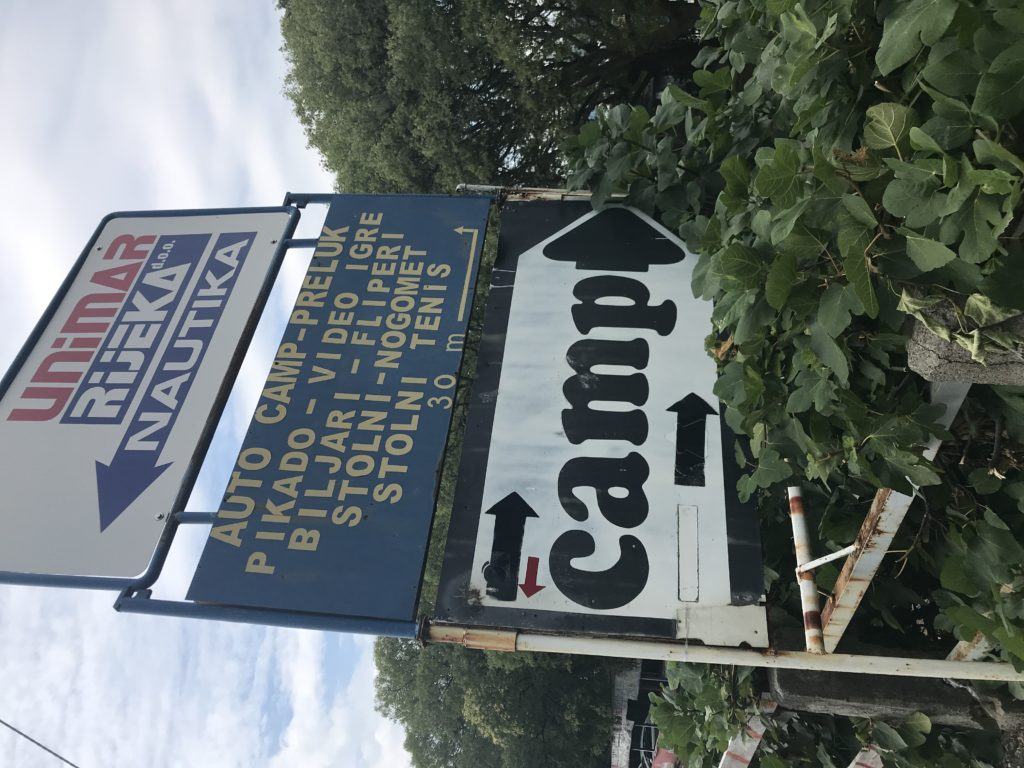 UNIMAR
RIJEKA d.o.o.
NAUTIKA
AUTO CAMP-PRELUK
PIKADO - VIDEO IGRE
BILJARI - FLIPERI
STOLNI-NOGOMET
STOLNI TENIS
30 m
camp